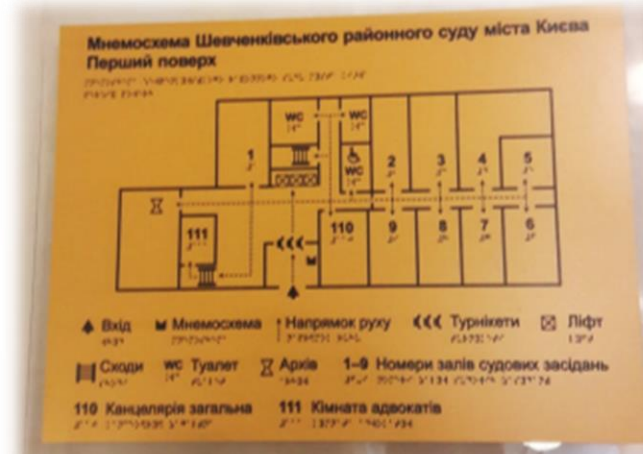 Мнемосхема Шевченківського районного суду міста Києва
Перший поверх
WC WC
1 WC 2 3 4 5
111 110 9 8 7 6
Вхід Мнемосхема Напрямок руху Турнікети Ліфт
Сходи WC Туалет Архів 1–9 Номери залів судових засідань
110 Канцелярія загальна 111 Кімната адвокатів